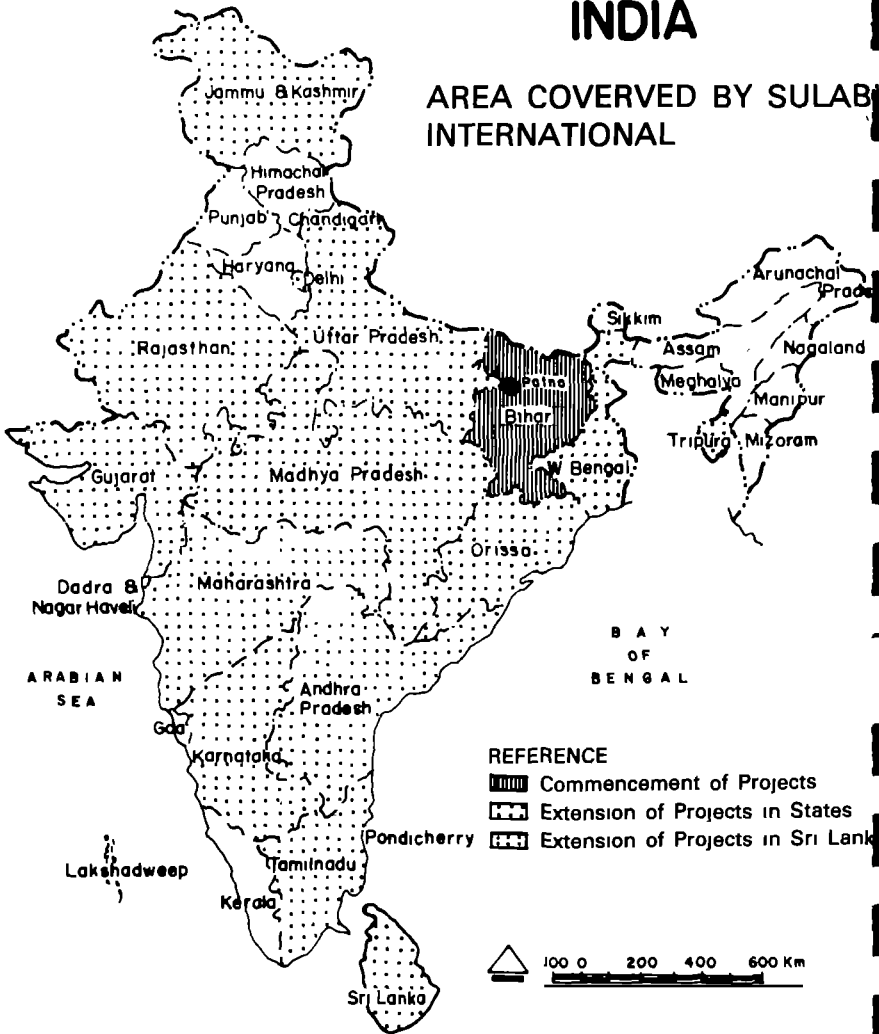 INDIA
AREA COVERVED BY SULAB
INTERNATIONAL
Jammu & Kashmir
Himachal
Pradesh
Punjab
Chandigarh
Haryana
Delhi
Arunachal
Prade
Sikkim
Uttar Pradesh
Rajasthan
Assam
Nagaland
Meghalya
Patna
Bihar
Manipur
Tripura
Mizoram
W Bengal
Gujarat
Madhya Pradesh
Orissa
Dadra &
Nagar Haveli
Maharashtra
BAY
OF
BENGAL
ARABIAN
SEA
Andhra
Pradesh
Goa
Karnataka
REFERENCE
Commencement of Projects
Extension of Projects in States
Extension of Projects in Sri Lank
Pondicherry
Lakshadweep
Tamilnadu
Kerala
100 0 200 400 600 Km
Sri Lanka